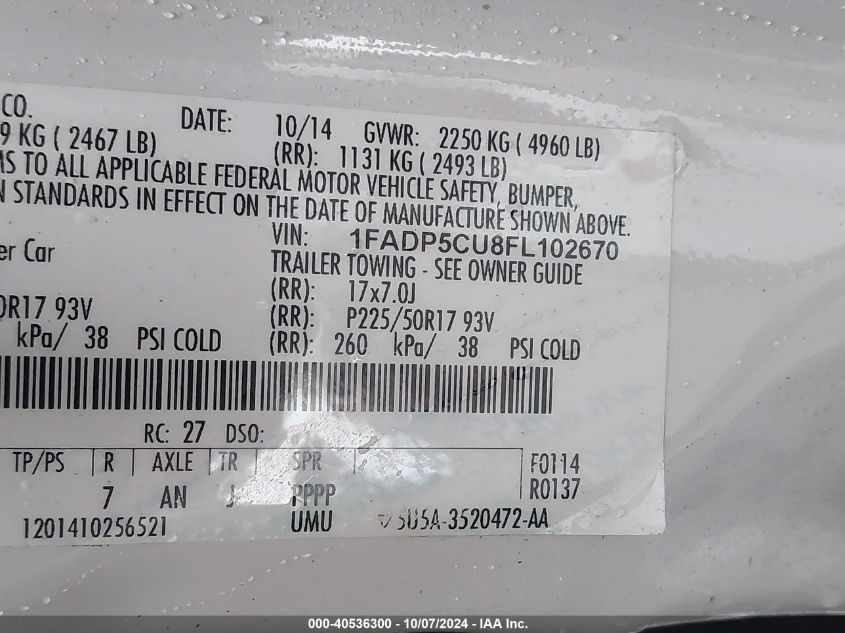 CO. DATE: 10/14 GVWR: 2250 KG ( 4960 LB)
9 KG ( 2467 LB) (RR): 1131 KG ( 2493 LB)
MS TO ALL APPLICABLE FEDERAL MOTOR VEHICLE SAFETY, BUMPER,
N STANDARDS IN EFFECT ON THE DATE OF MANUFACTURE SHOWN ABOVE.
VIN: 1FADP5CU8FL102670
er Car TRAILER TOWING - SEE OWNER GUIDE
(RR): 17x7.0J
0R17 93V (RR): P225/50R17 93V
kPa/ 38 PSI COLD (RR): 260 kPa/ 38 PSI COLD
RC: 27 DSO:
TP/PS R AXLE TR SPR F0114
7 AN J PPPP R0137
1201410256521 UMU 5U5A-3520472-AA
000-40536300 - 10/07/2024 - IAA Inc.